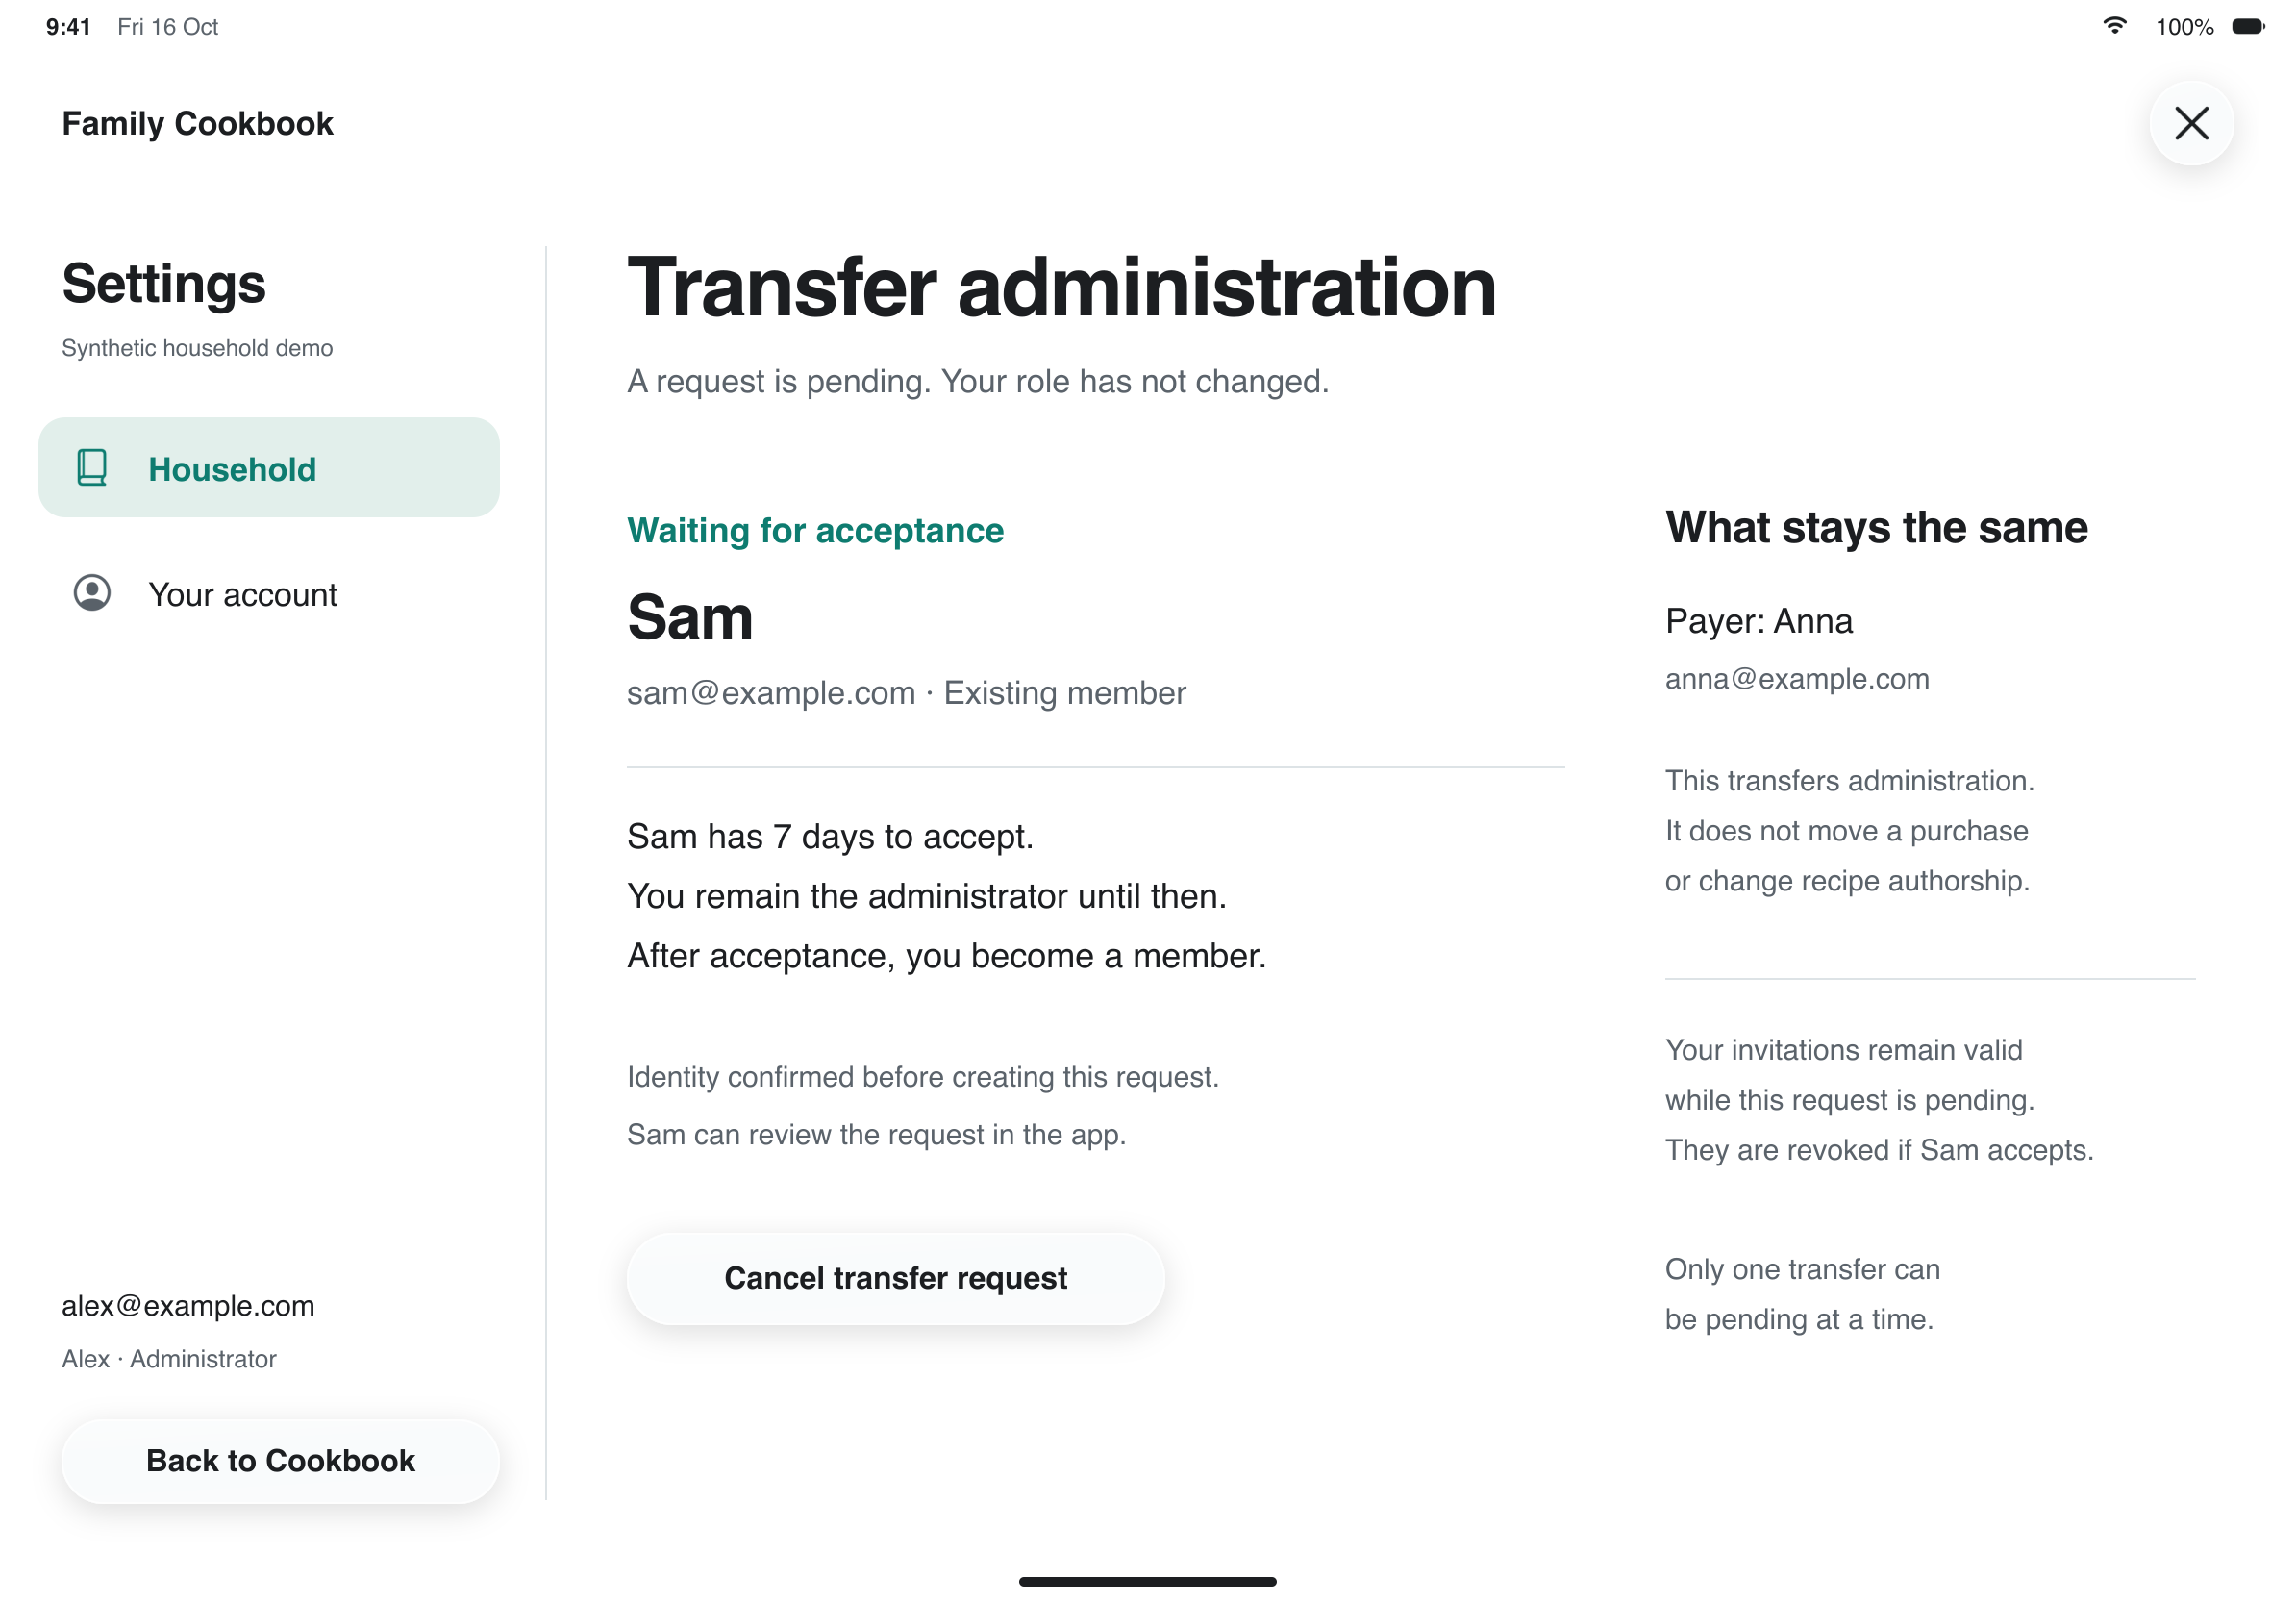 9:41 Fri 16 Oct 100%
Family Cookbook
Settings
Synthetic household demo
Household
Your account
alex@example.com
Alex · Administrator
Back to Cookbook
Transfer administration
A request is pending. Your role has not changed.
Waiting for acceptance
Sam
sam@example.com · Existing member
Sam has 7 days to accept.
You remain the administrator until then.
After acceptance, you become a member.
Identity confirmed before creating this request.
Sam can review the request in the app.
Cancel transfer request
What stays the same
Payer: Anna
anna@example.com
This transfers administration.
It does not move a purchase
or change recipe authorship.
Your invitations remain valid
while this request is pending.
They are revoked if Sam accepts.
Only one transfer can
be pending at a time.